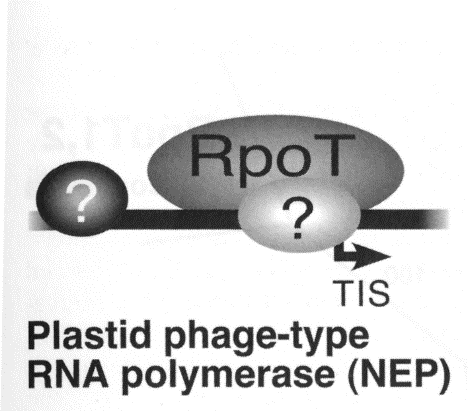 RpoT
? ?
TIS
Plastid phage-type
RNA polymerase (NEP)